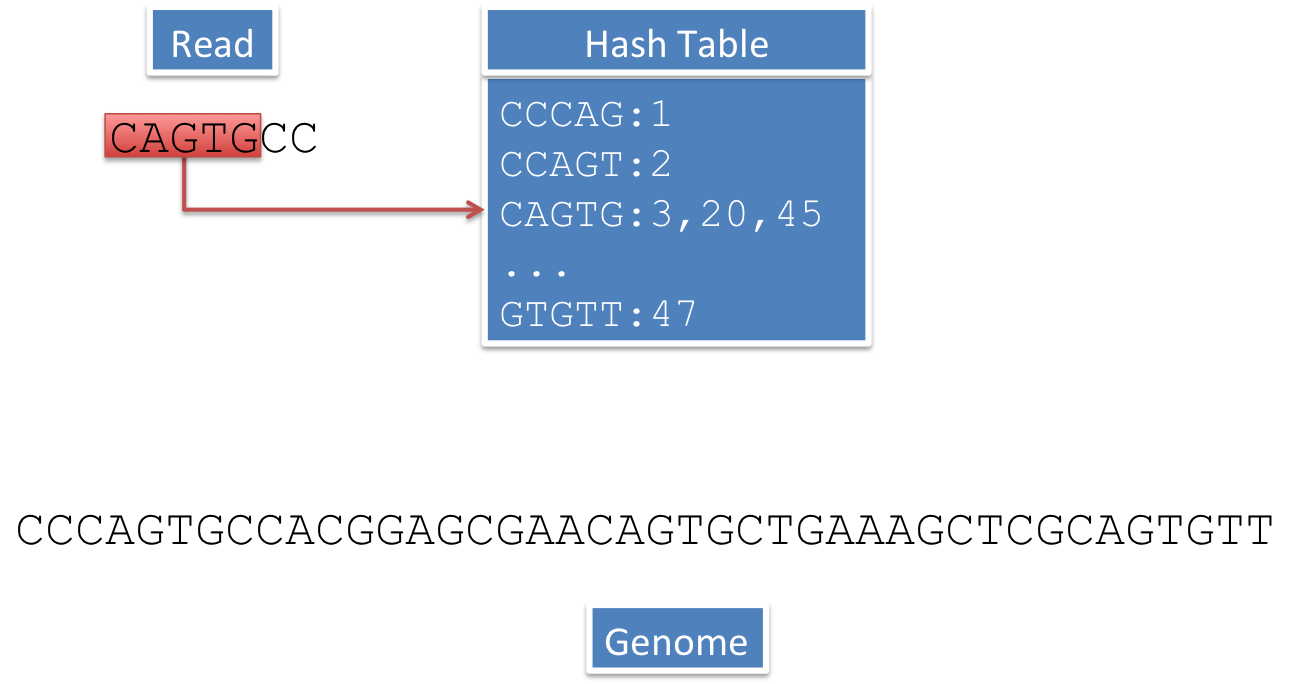 Read
Hash Table
CAGTGCC
CCCAG:1
CCAGT:2
CAGTG:3,20,45
...
GTGTT:47
CCCAGTGCCACGGAGCGAACAGTGCTGAAAGCTCGCAGTGTT
Genome